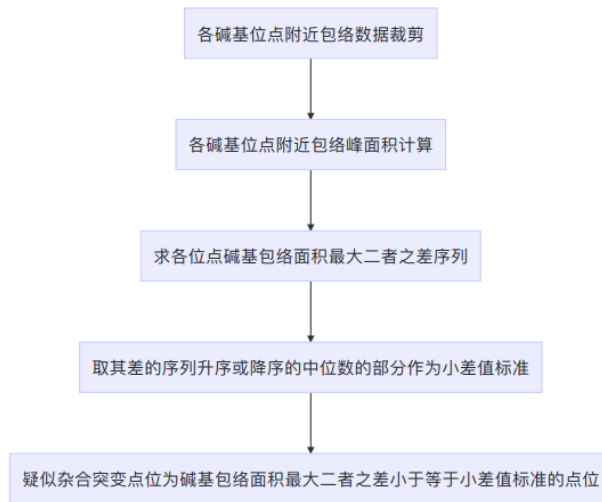 各碱基位点附近包络数据裁剪
各碱基位点附近包络峰面积计算
求各位点碱基包络面积最大二者之差序列
取其差的序列升序或降序的中位数的部分作为小差值标准
疑似杂合突变点位为碱基包络面积最大二者之差小于等于小差值标准的点位